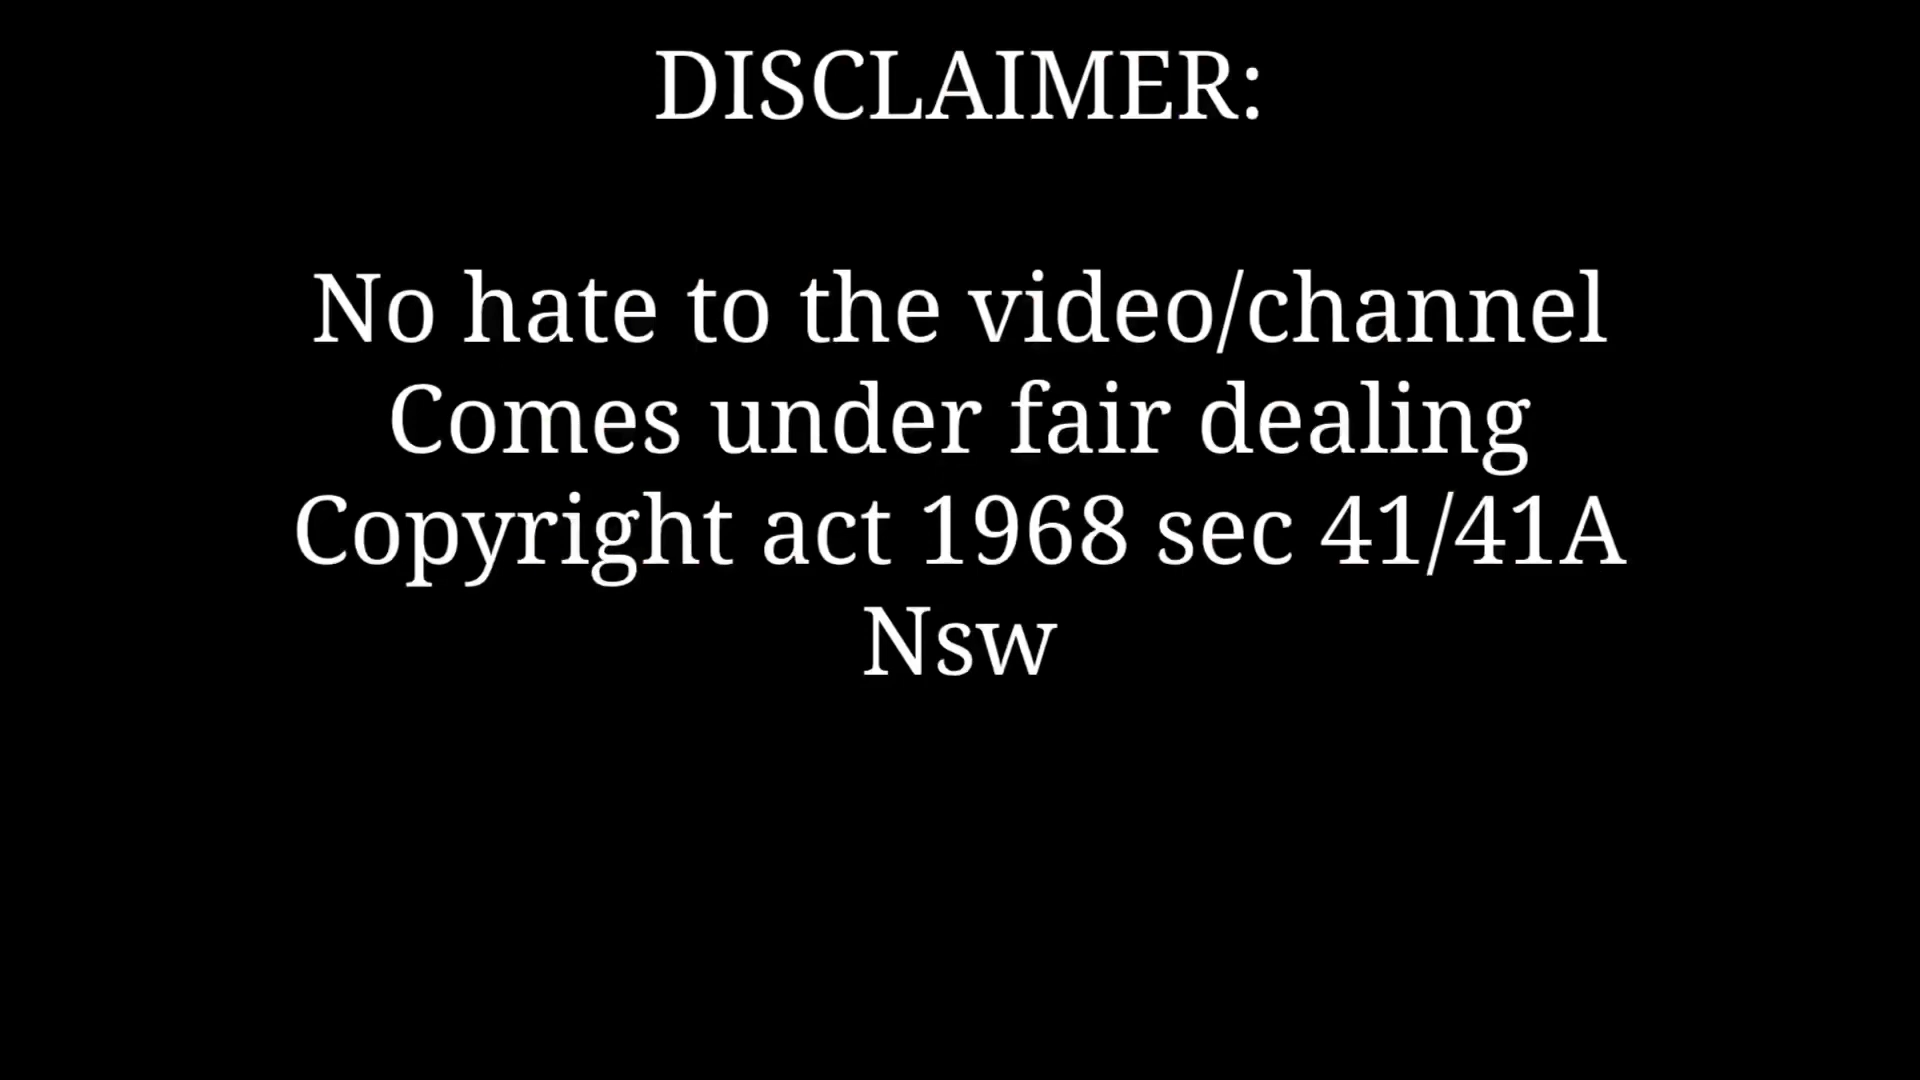 DISCLAIMER:
No hate to the video/channel
Comes under fair dealing
Copyright act 1968 sec 41/41A
Nsw